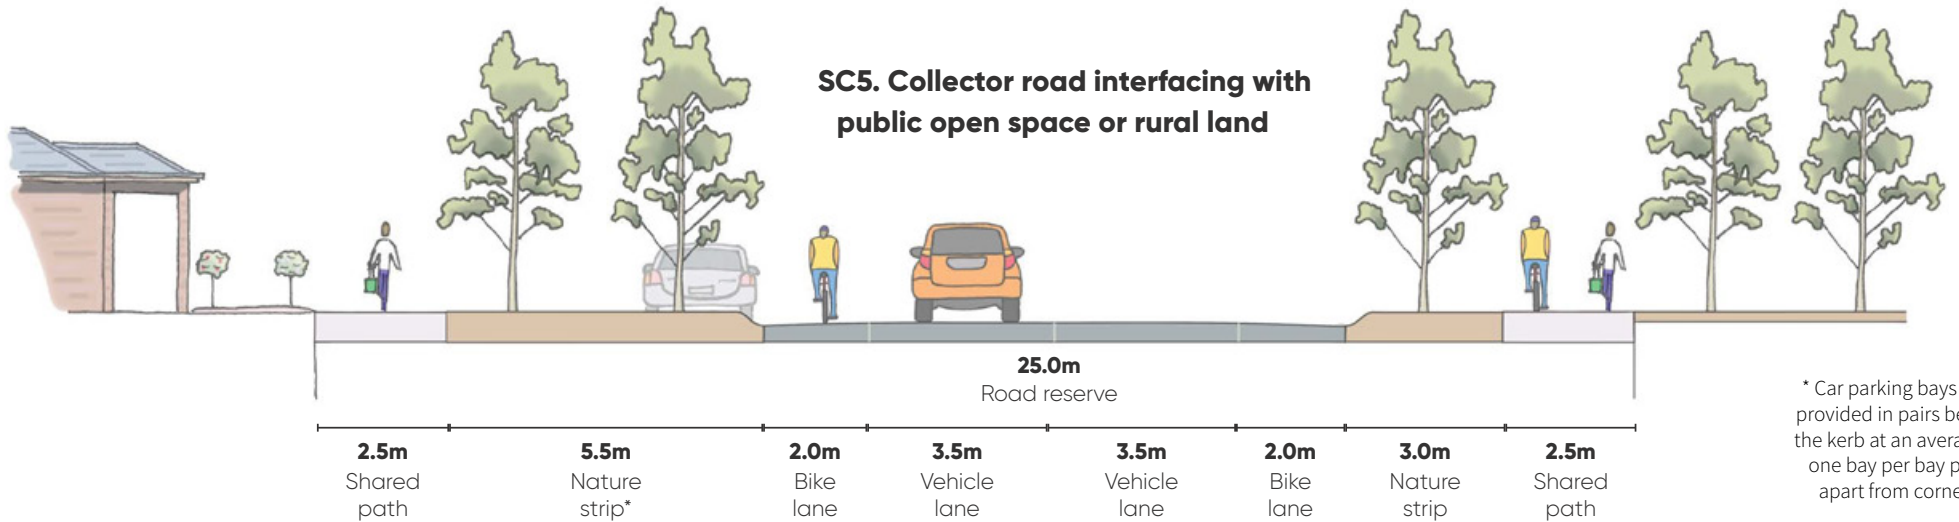 SC5. Collector road interfacing with
public open space or rural land
25.0m
Road reserve
2.5m
Shared
path
5.5m
Nature
strip*
2.0m
Bike
lane
3.5m
Vehicle
lane
3.5m
Vehicle
lane
2.0m
Bike
lane
3.0m
Nature
strip
2.5m
Shared
path
* Car parking bays
provided in pairs
the kerb at an
one bay per bay
apart from